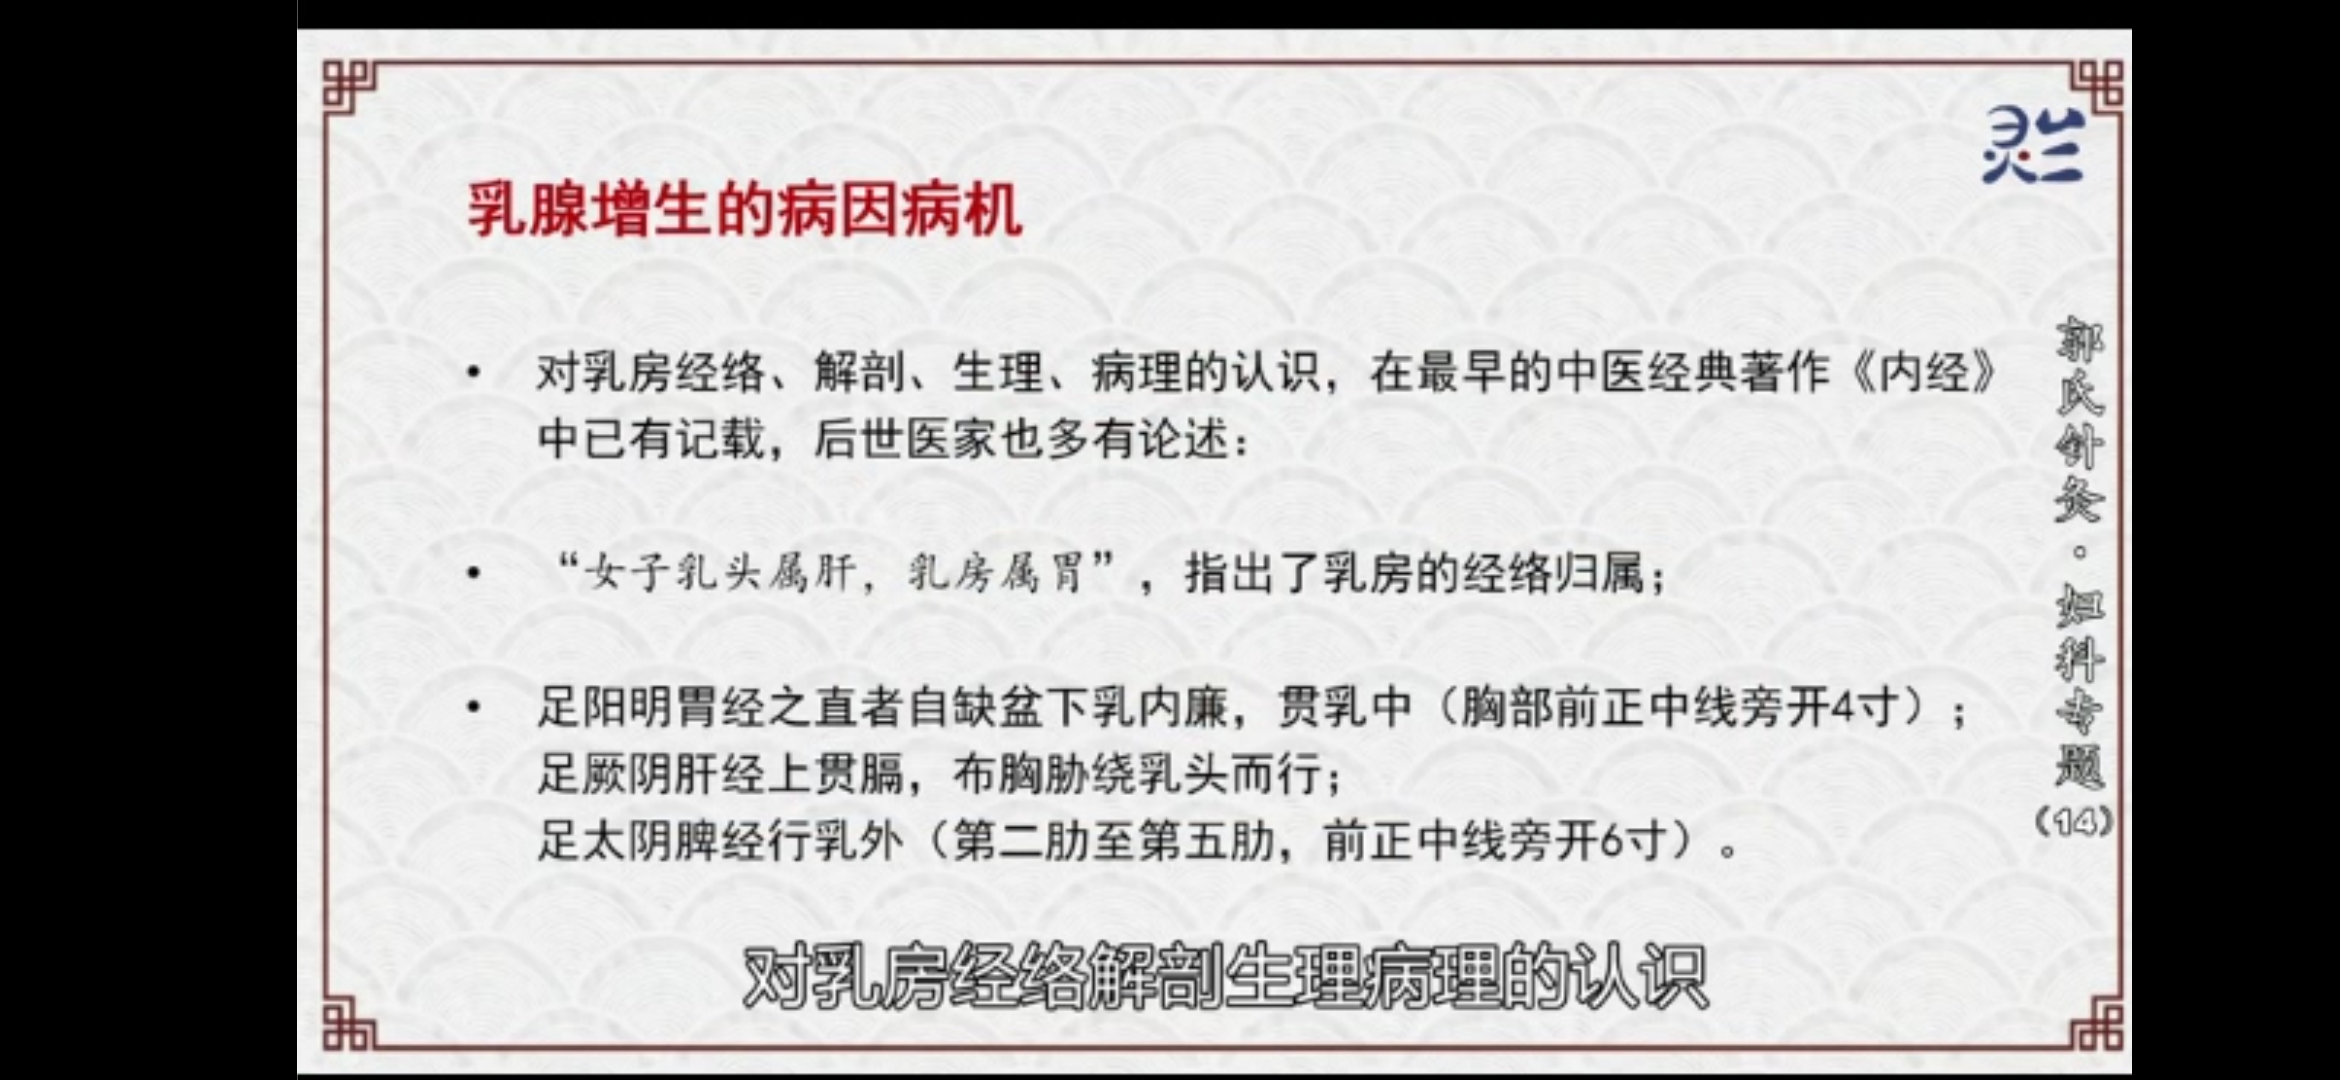 乳腺增生的病因病机
• 对乳房经络、解剖、生理、病理的认识，在最早的中医经典著作《内经》
中已有记载，后世医家也多有论述：
• “女子乳头属肝，乳房属胃”，指出了乳房的经络归属；
• 足阳明胃经之直者自缺盆下乳内廉，贯乳中（胸部前正中线旁开4寸）；
足厥阴肝经上贯膈，布胸胁绕乳头而行；
足太阴脾经行乳外（第二肋至第五肋，前正中线旁开6寸）。
郭氏针灸·妇科专题
（14）
对乳房经络解剖生理病理的认识